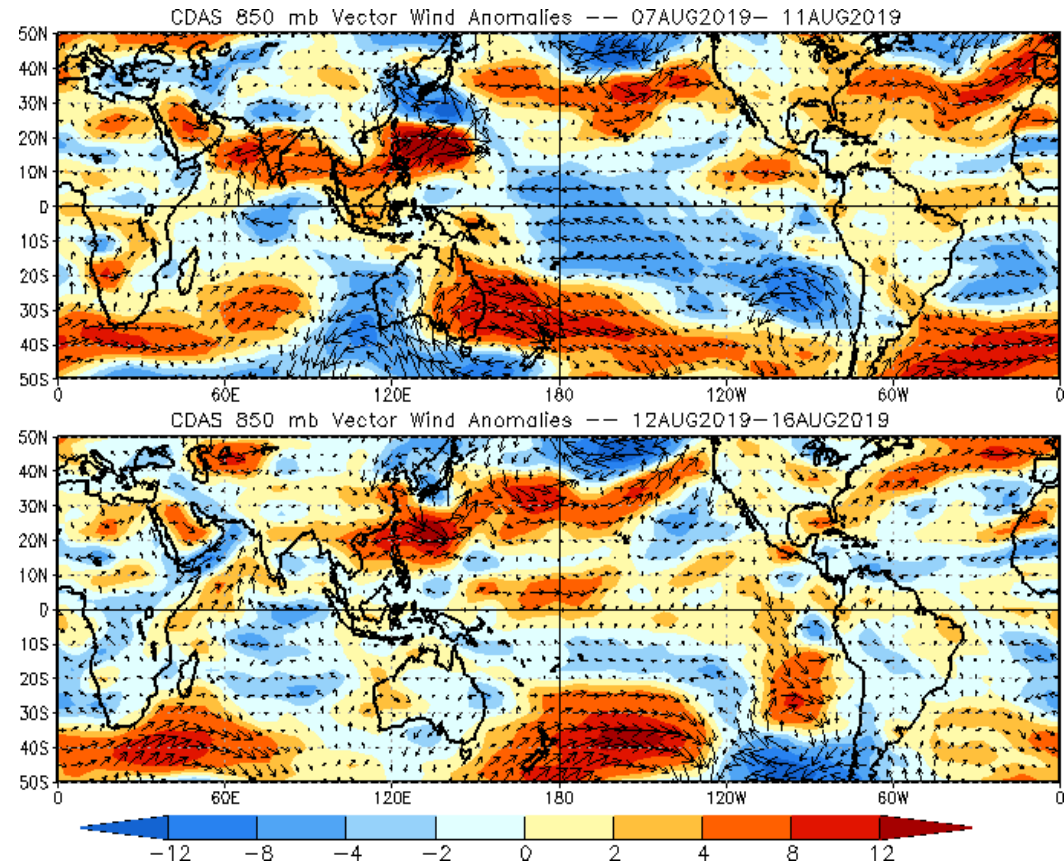 CDAS 850 mb Vector Wind Anomalies -- 07AUG2019- 11AUG2019
50N
40N
30N
20N
10N
0
10S
20S
30S
40S
50S
0 60E 120E 180 120W 60W 0
CDAS 850 mb Vector Wind Anomalies -- 12AUG2019-16AUG2019
50N
40N
30N
20N
10N
0
10S
20S
30S
40S
50S
0 60E 120E 180 120W 60W 0
-12 -8 -4 -2 0 2 4 8 12